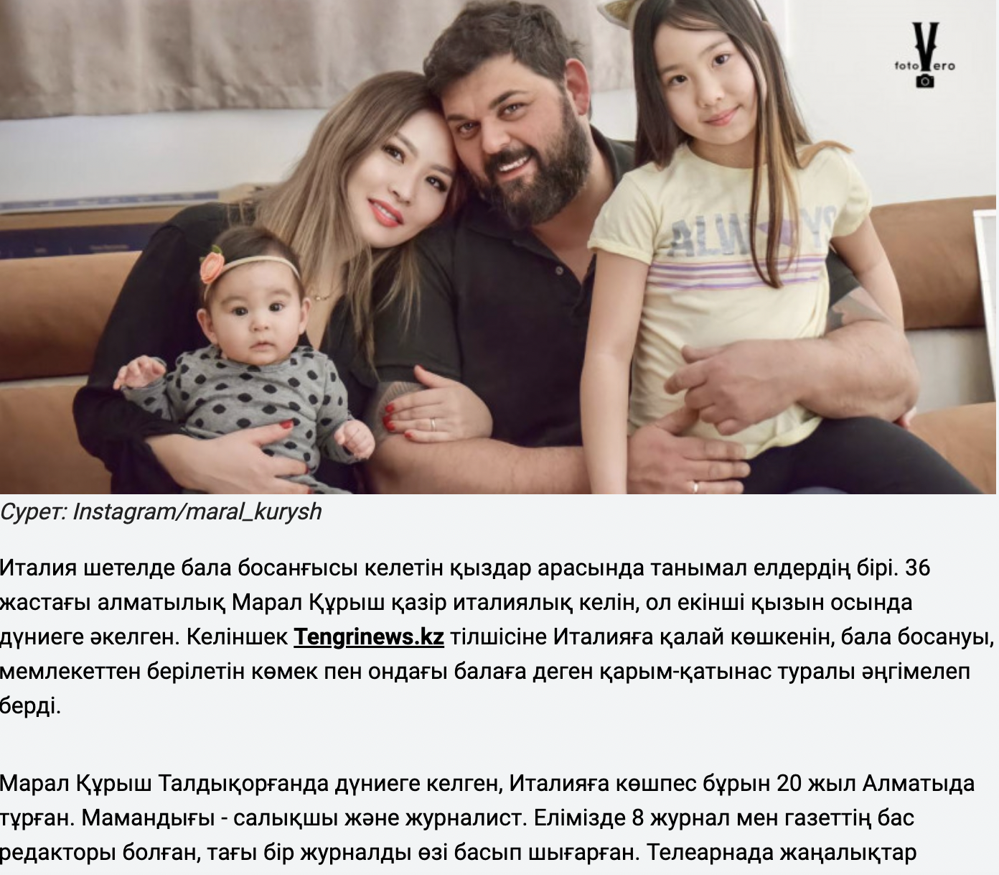 foto Vero
ALWAYS
Сурет: Instagram/maral_kurysh
Италия шетелде бала босанғысы келетін қыздар арасында танымал елдердің бірі. 36
жастағы алматылық Марал Құрыш қазір италиялық келін, ол екінші қызын осында
дүниеге әкелген. Келіншек Tengrinews.kz тілшісіне Италияға қалай көшкенін, бала босануы,
мемлекеттен берілетін көмек пен ондағы балаға деген қарым-қатынас туралы әңгімелеп
берді.
Марал Құрыш Талдықорғанда дүниеге келген, Италияға көшпес бұрын 20 жыл Алматыда
тұрған. Мамандығы - салықшы және журналист. Елімізде 8 журнал мен газеттің бас
редакторы болған, тағы бір журналды өзі басып шығарған. Телеарнада жаңалықтар